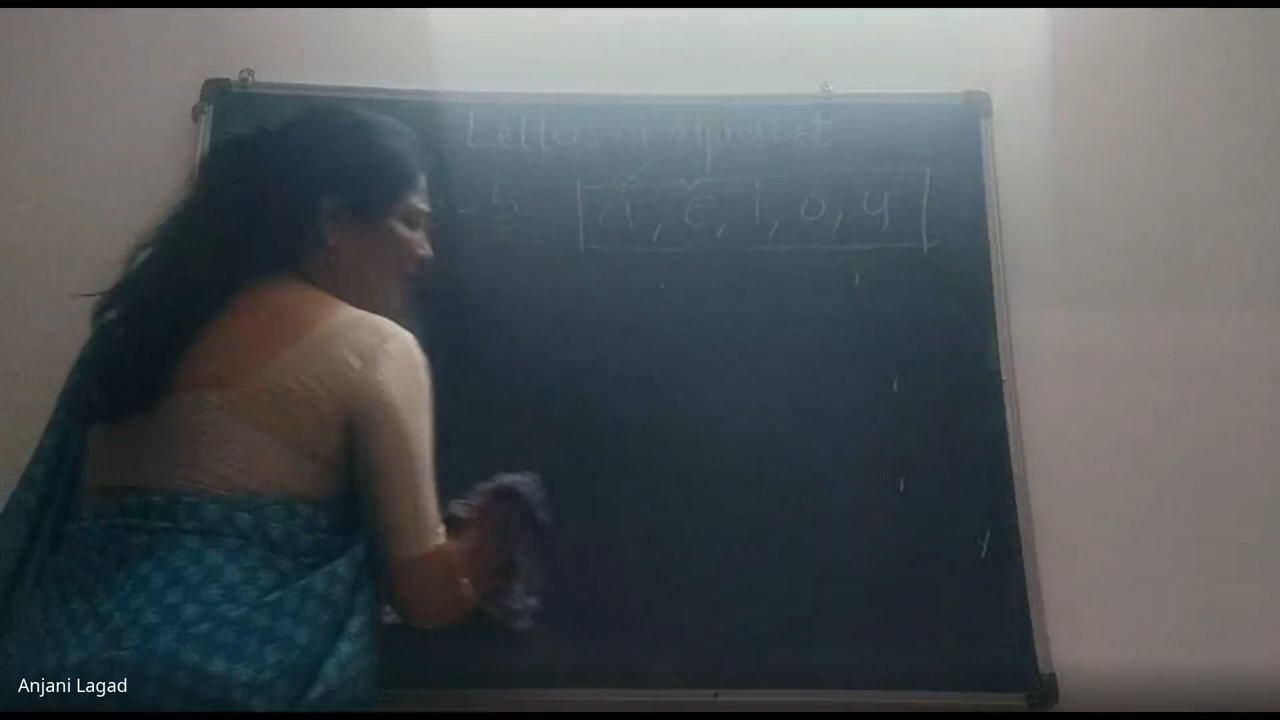 Letters of alphabet
- 5 A, E, I, O, U
Anjani Lagad